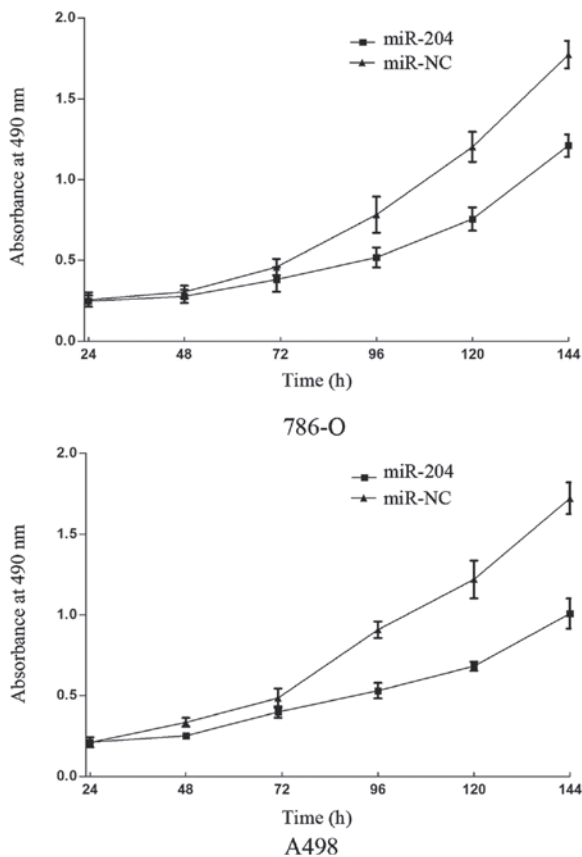 2.0
miR-204
miR-NC
1.5
Absorbance at 490 nm
1.0
0.5
0.0
24 48 72 96 120 144
Time (h)
786-O
2.0
miR-204
miR-NC
1.5
Absorbance at 490 nm
1.0
0.5
0.0
24 48 72 96 120 144
Time (h)
A498